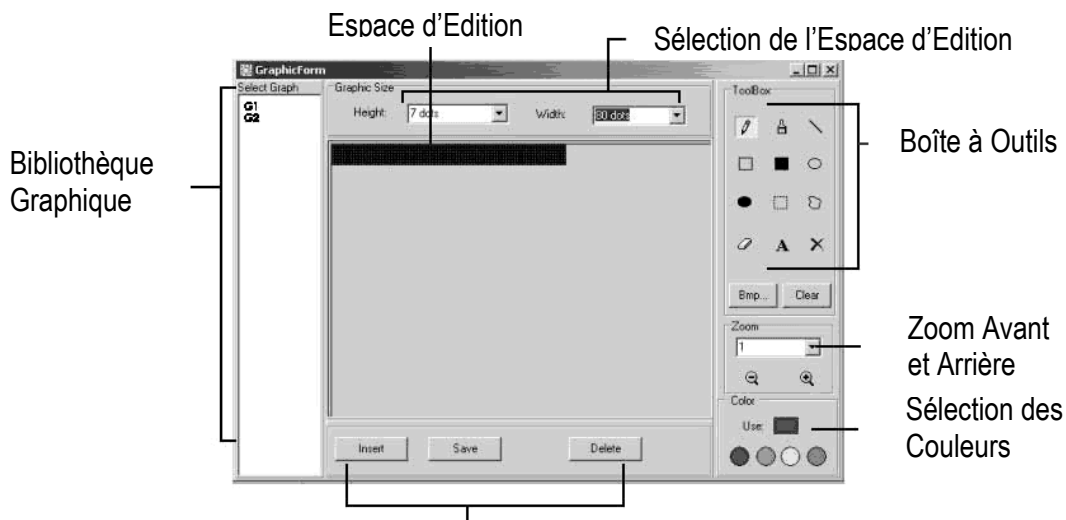 Espace d’Edition
Sélection de l’Espace d’Edition
GraphicForm
Select Graph
G1
G2
Graphic Size
Height:
7 dots
Width:
80 dots
ToolBox
A
Bmp...
Clear
Zoom
1
Color
Use:
Insert
Save
Delete
Bibliothèque
Graphique
Boîte à Outils
Zoom Avant
et Arrière
Sélection des
Couleurs